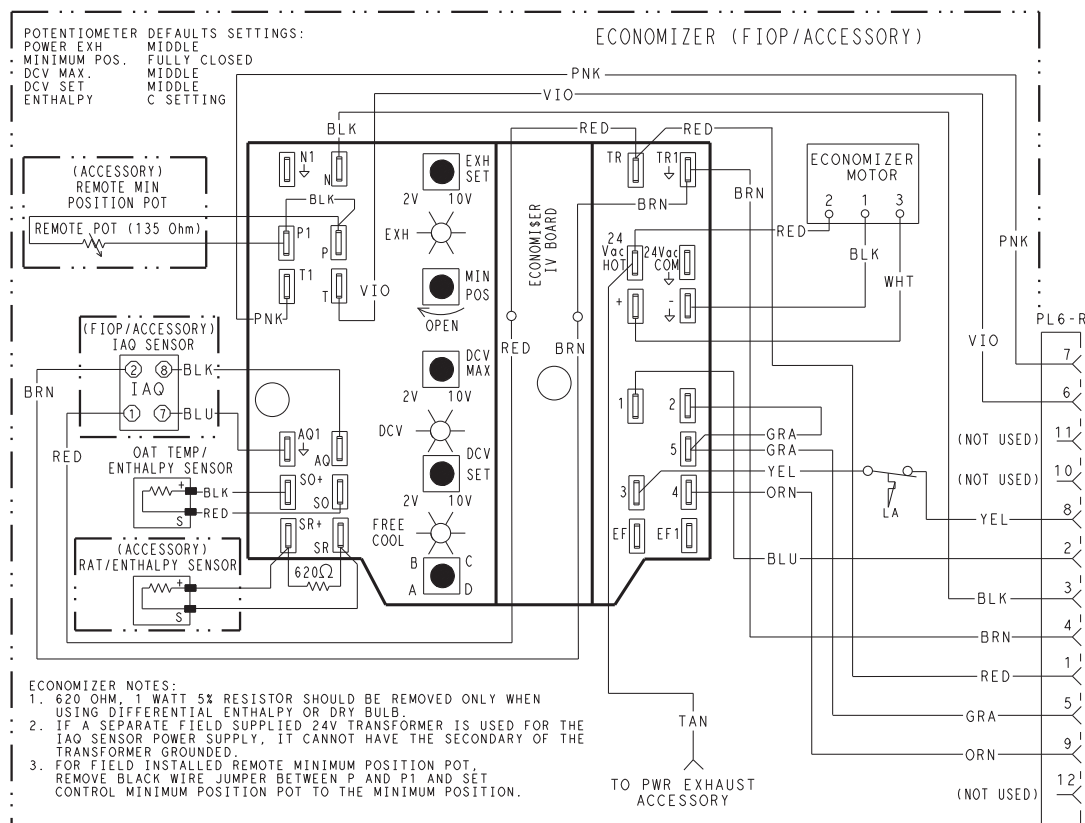 POTENTIOMETER DEFAULTS SETTINGS:
POWER EXH MIDDLE
MINIMUM POS. FULLY CLOSED
DCV MAX. MIDDLE
DCV SET MIDDLE
ENTHALPY C SETTING
ECONOMIZER (FIOP/ACCESSORY)
PNK
VIO
BLK
RED
RED
N1
N
EXH
SET
2V 10V
TR
TR1
ECONOMIZER
MOTOR
2 1 3
(ACCESSORY)
REMOTE MIN
POSITION POT
REMOTE POT (135 Ohm)
BLK
P1
P
EXH
ECONOMI$ER
IV BOARD
BRN
BRN
RED
BLK
WHT
PNK
24
Vac
HOT
24Vac
COM
T1
T
VIO
MIN
POS
OPEN
+
-
PNK
RED
BRN
VIO
PL6-R
(FIOP/ACCESSORY)
IAQ SENSOR
2 8
IAQ
1 7
BLK
BLU
BRN
RED
DCV
MAX
2V 10V
DCV
DCV
SET
2V 10V
AQ1
AQ
OAT TEMP/
ENTHALPY SENSOR
+
S
BLK
RED
SO+
SO
SR+
SR
620Ω
FREE
COOL
B C
A D
(ACCESSORY)
RAT/ENTHALPY SENSOR
+
S
1
2
5
3
4
EF
EF1
GRA
GRA
YEL
ORN
LA
BLU
7
6
(NOT USED) 11
(NOT USED) 10
YEL 8
2
BLK 3
BRN 4
RED 1
GRA 5
ORN 9
(NOT USED) 12
TAN
TO PWR EXHAUST
ACCESSORY
ECONOMIZER NOTES:
1. 620 OHM, 1 WATT 5% RESISTOR SHOULD BE REMOVED ONLY WHEN
USING DIFFERENTIAL ENTHALPY OR DRY BULB.
2. IF A SEPARATE FIELD SUPPLIED 24V TRANSFORMER IS USED FOR THE
IAQ SENSOR POWER SUPPLY, IT CANNOT HAVE THE SECONDARY OF THE
TRANSFORMER GROUNDED.
3. FOR FIELD INSTALLED REMOTE MINIMUM POSITION POT,
REMOVE BLACK WIRE JUMPER BETWEEN P AND P1 AND SET
CONTROL MINIMUM POSITION POT TO THE MINIMUM POSITION.